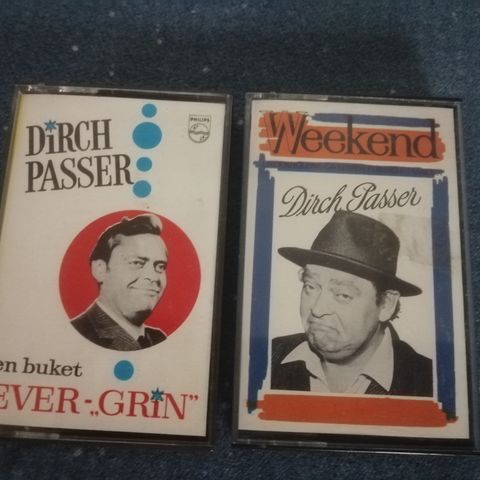 DiRCH
PASSER
PHILIPS
en buket
EVER-„GRiN”
Weekend
Dirch Passer